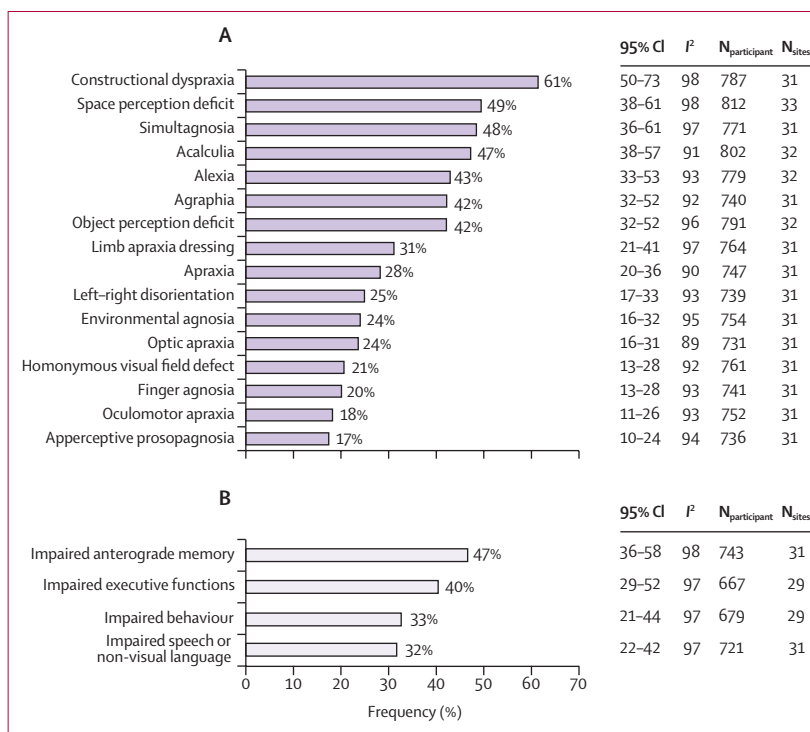 A
95% CI I² Nparticipant Nsites
Constructional dyspraxia 61% 50–73 98 787 31
Space perception deficit 49% 38–61 98 812 33
Simultagnosia 48% 36–61 97 771 31
Acalculia 47% 38–57 91 802 32
Alexia 43% 33–53 93 779 32
Agraphia 42% 32–52 92 740 31
Object perception deficit 42% 32–52 96 791 32
Limb apraxia dressing 31% 21–41 97 764 31
Apraxia 28% 20–36 90 747 31
Left–right disorientation 25% 17–33 93 739 31
Environmental agnosia 24% 16–32 95 754 31
Optic apraxia 24% 16–31 89 731 31
Homonymous visual field defect 21% 13–28 92 761 31
Finger agnosia 20% 13–28 93 741 31
Oculomotor apraxia 18% 11–26 93 752 31
Apperceptive prosopagnosia 17% 10–24 94 736 31
B
95% CI I² Nparticipant Nsites
Impaired anterograde memory 47% 36–58 98 743 31
Impaired executive functions 40% 29–52 97 667 29
Impaired behaviour 33% 21–44 97 679 29
Impaired speech or
non-visual language 32% 22–42 97 721 31
0 10 20 30 40 50 60 70
Frequency (%)